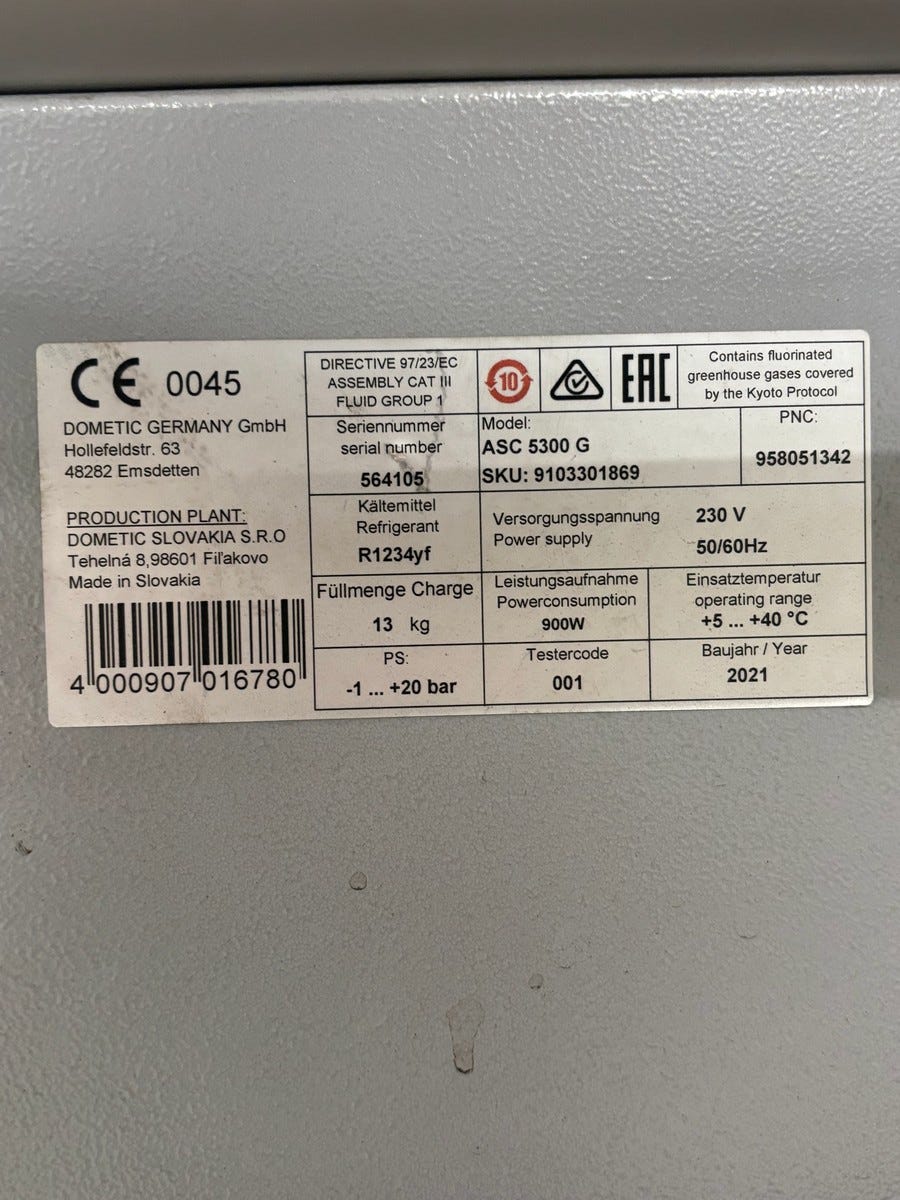 CE 0045
DOMETIC GERMANY GmbH
Hollefeldstr. 63
48282 Emsdetten
PRODUCTION PLANT:
DOMETIC SLOVAKIA S.R.O
Tehelná 8,98601 Fiľakovo
Made in Slovakia
4 000907 016780
DIRECTIVE 97/23/EC
ASSEMBLY CAT III
FLUID GROUP 1
10
EAC
Contains fluorinated
greenhouse gases covered
by the Kyoto Protocol
Seriennummer
serial number
564105
Model:
ASC 5300 G
SKU: 9103301869
PNC:
958051342
Kältemittel
Refrigerant
R1234yf
Versorgungsspannung
Power supply
230 V
50/60Hz
Füllmenge Charge
13 kg
Leistungsaufnahme
Powerconsumption
900W
Einsatztemperatur
operating range
+5 ... +40 °C
PS:
-1 ... +20 bar
Testercode
001
Baujahr / Year
2021